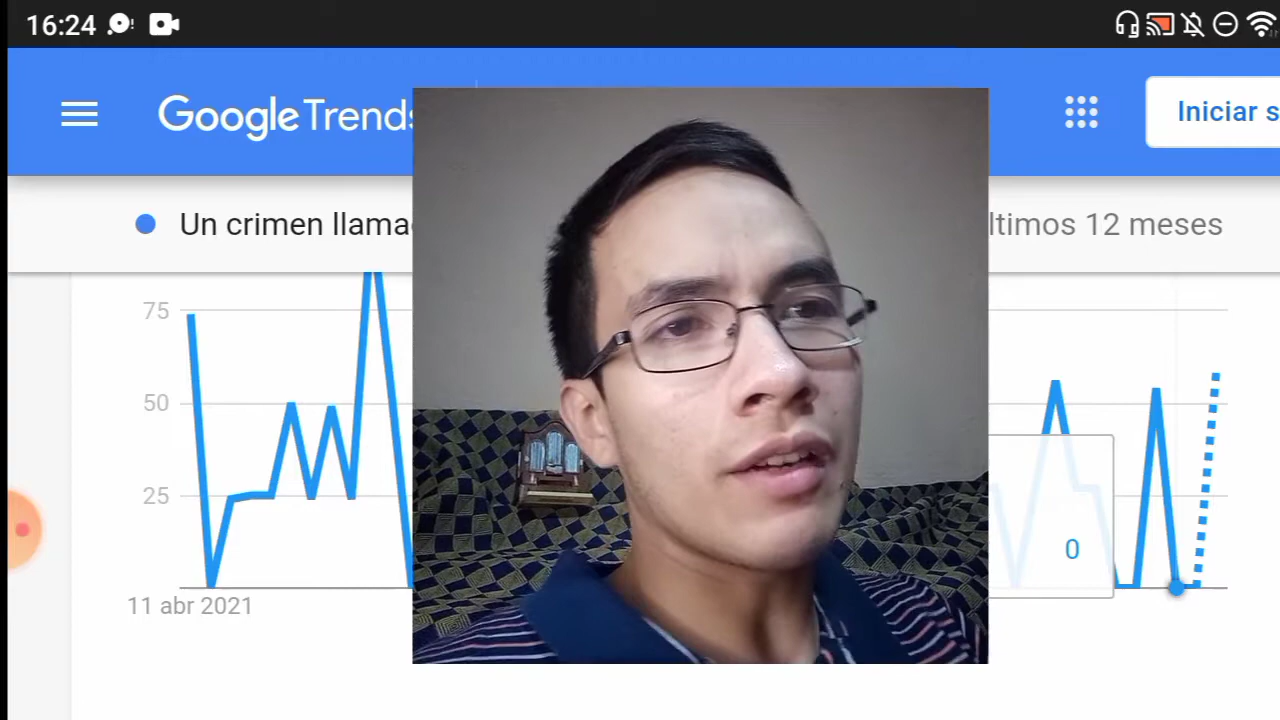 16:24
Google Trends
Iniciar s
Un crimen llama
ltimos 12 meses
75
50
25
0
11 abr 2021